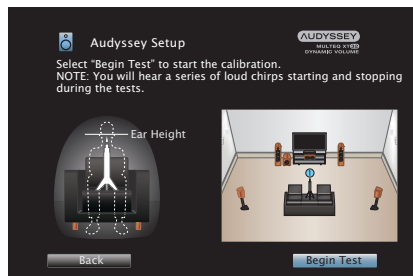 Audyssey Setup
AUDYSSEY
MULTEQ XT32
DYNAMIC VOLUME
Select “Begin Test” to start the calibration.
NOTE: You will hear a series of loud chirps starting and stopping
during the tests.
Ear Height
Back
Begin Test